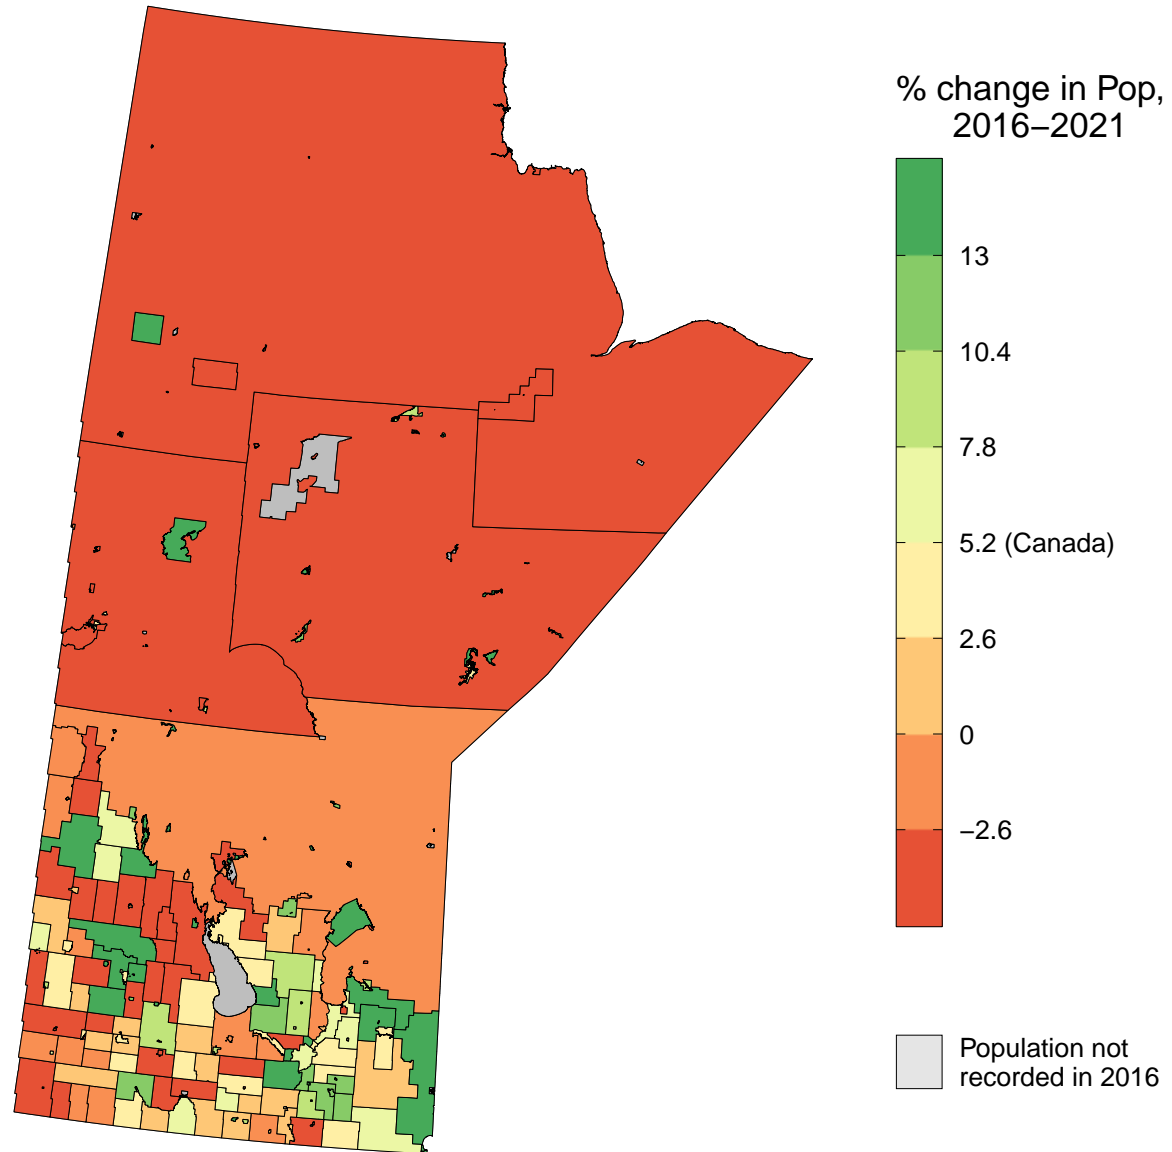 % change in Pop,
2016–2021
13
10.4
7.8
5.2 (Canada)
2.6
0
−2.6
Population not
recorded in 2016